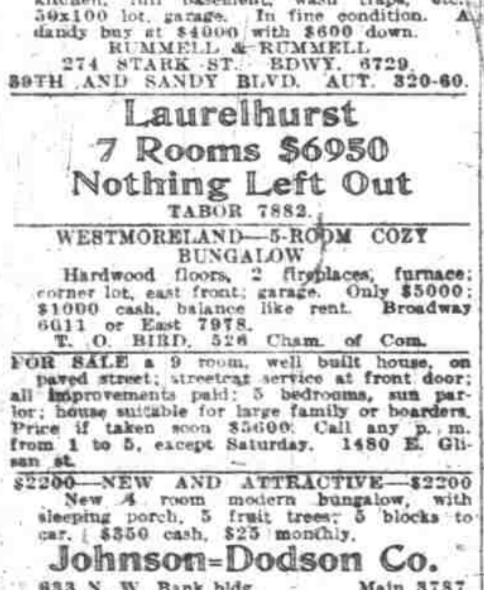 kitchen, full basement, wash trays, etc.
50x100 lot, garage. In fine condition. A
dandy buy at $4000 with $600 down.
RUMMELL & RUMMELL
274 STARK ST. BDWY. 6729.
39TH AND SANDY BLVD. AUT. 320-60.
Laurelhurst
7 Rooms $6950
Nothing Left Out
TABOR 7882.
WESTMORELAND—5-ROOM COZY
BUNGALOW
Hardwood floors, 2 fireplaces, furnace;
corner lot, east front; garage. Only $5000;
$1000 cash, balance like rent. Broadway
6011 or East 7978.
T. O. BIRD, 526 Cham. of Com.
FOR SALE a 9 room, well built house, on
paved street; streetcar service at front door;
all improvements paid; 5 bedrooms, sun par-
lor; house suitable for large family or boarders.
Price if taken soon $5600. Call any p. m.
from 1 to 5, except Saturday. 1480 E. Gli-
san st.
$2200—NEW AND ATTRACTIVE—$2200
New 4 room modern bungalow, with
sleeping porch, 5 fruit trees; 5 blocks to
car. $350 cash, $25 monthly.
Johnson-Dodson Co.
633 N. W. Bank bldg. Main 3787